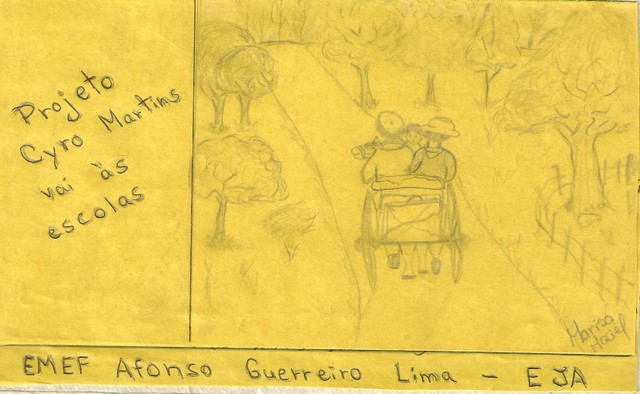 Projeto
Cyro Martins
vai às
escolas
Marisa
Maciel
EMEF Afonso Guerreiro Lima - EJA